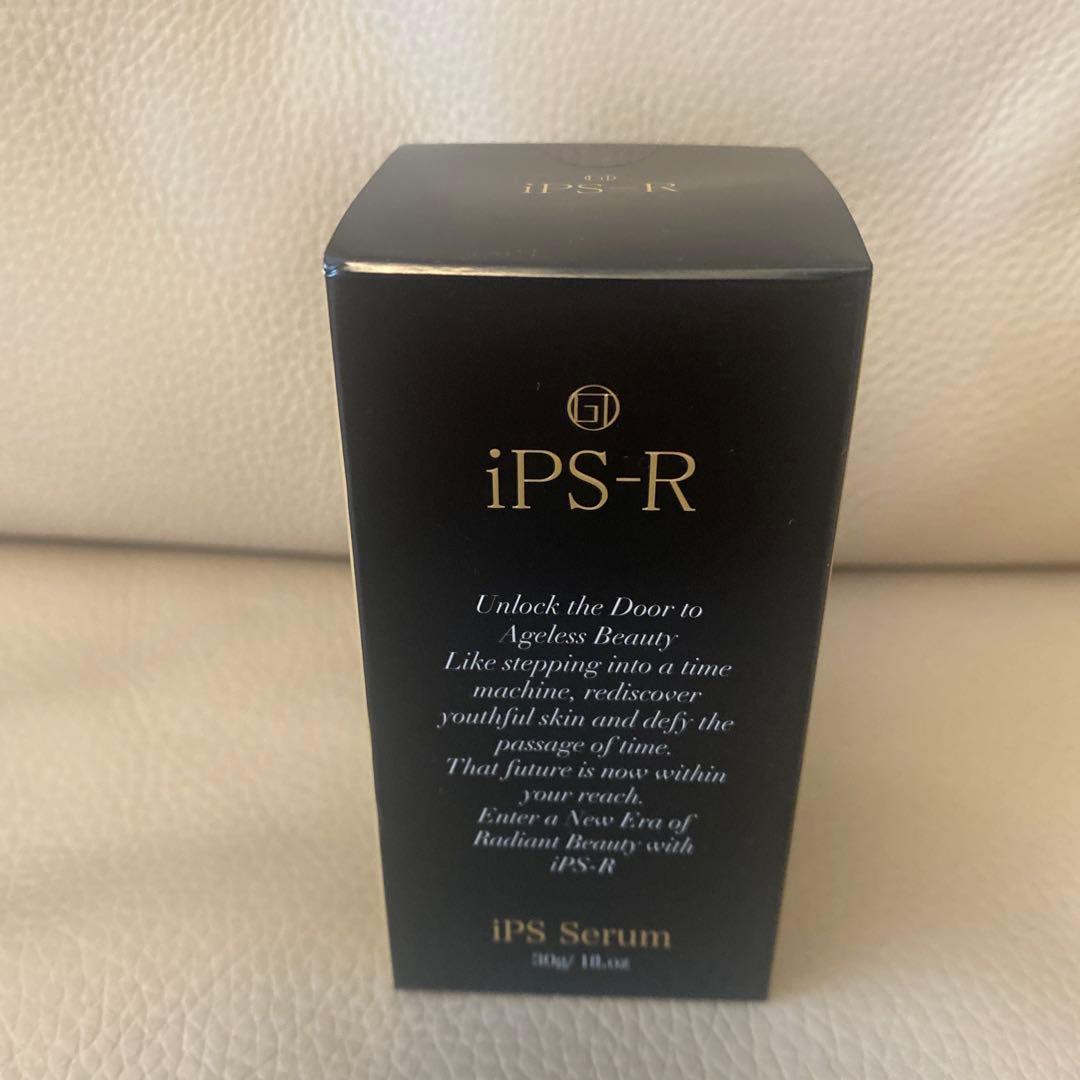 iPS-R
iPS-R
Unlock the Door to
Ageless Beauty
Like stepping into a time
machine, rediscover
youthful skin and defy the
passage of time.
That future is now within
your reach.
Enter a New Era of
Radiant Beauty with
iPS-R
iPS Serum
30g/ 1fl.oz